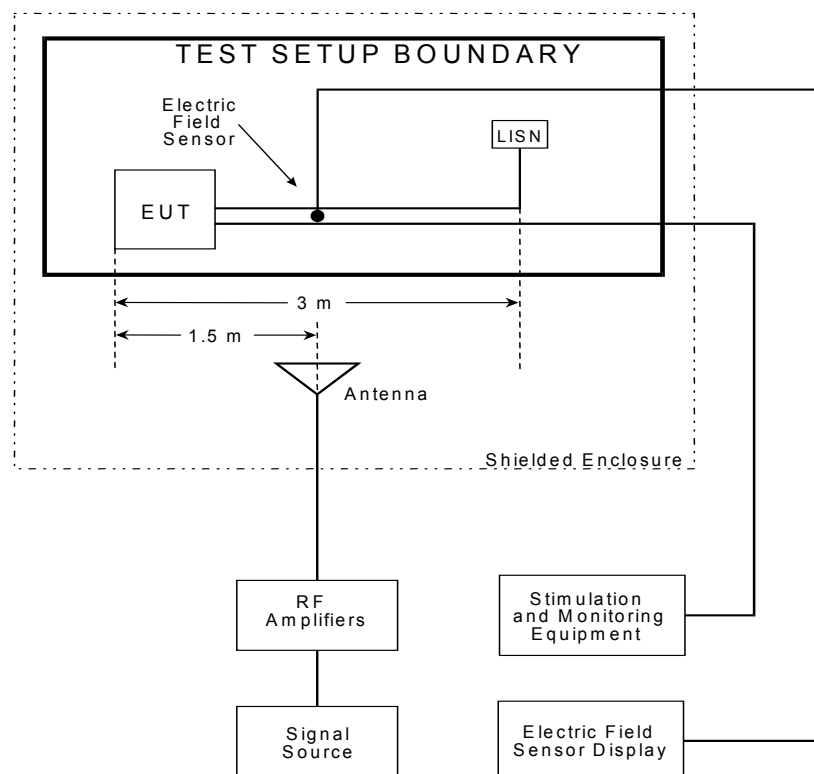 TEST SETUP BOUNDARY
Electric
Field
Sensor
LISN
EUT
3 m
1.5 m
Antenna
Shielded Enclosure
RF
Amplifiers
Stimulation
and Monitoring
Equipment
Signal
Source
Electric Field
Sensor Display